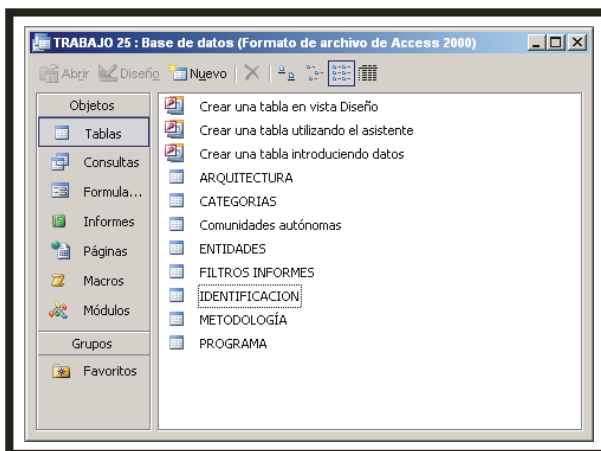 TRABAJO 25 : Base de datos (Formato de archivo de Access 2000)
Abrir Diseño Nuevo
Objetos
Tablas
Consultas
Formula...
Informes
Páginas
Macros
Módulos
Grupos
Favoritos
Crear una tabla en vista Diseño
Crear una tabla utilizando el asistente
Crear una tabla introduciendo datos
ARQUITECTURA
CATEGORIAS
Comunidades autónomas
ENTIDADES
FILTROS INFORMES
IDENTIFICACION
METODOLOGÍA
PROGRAMA